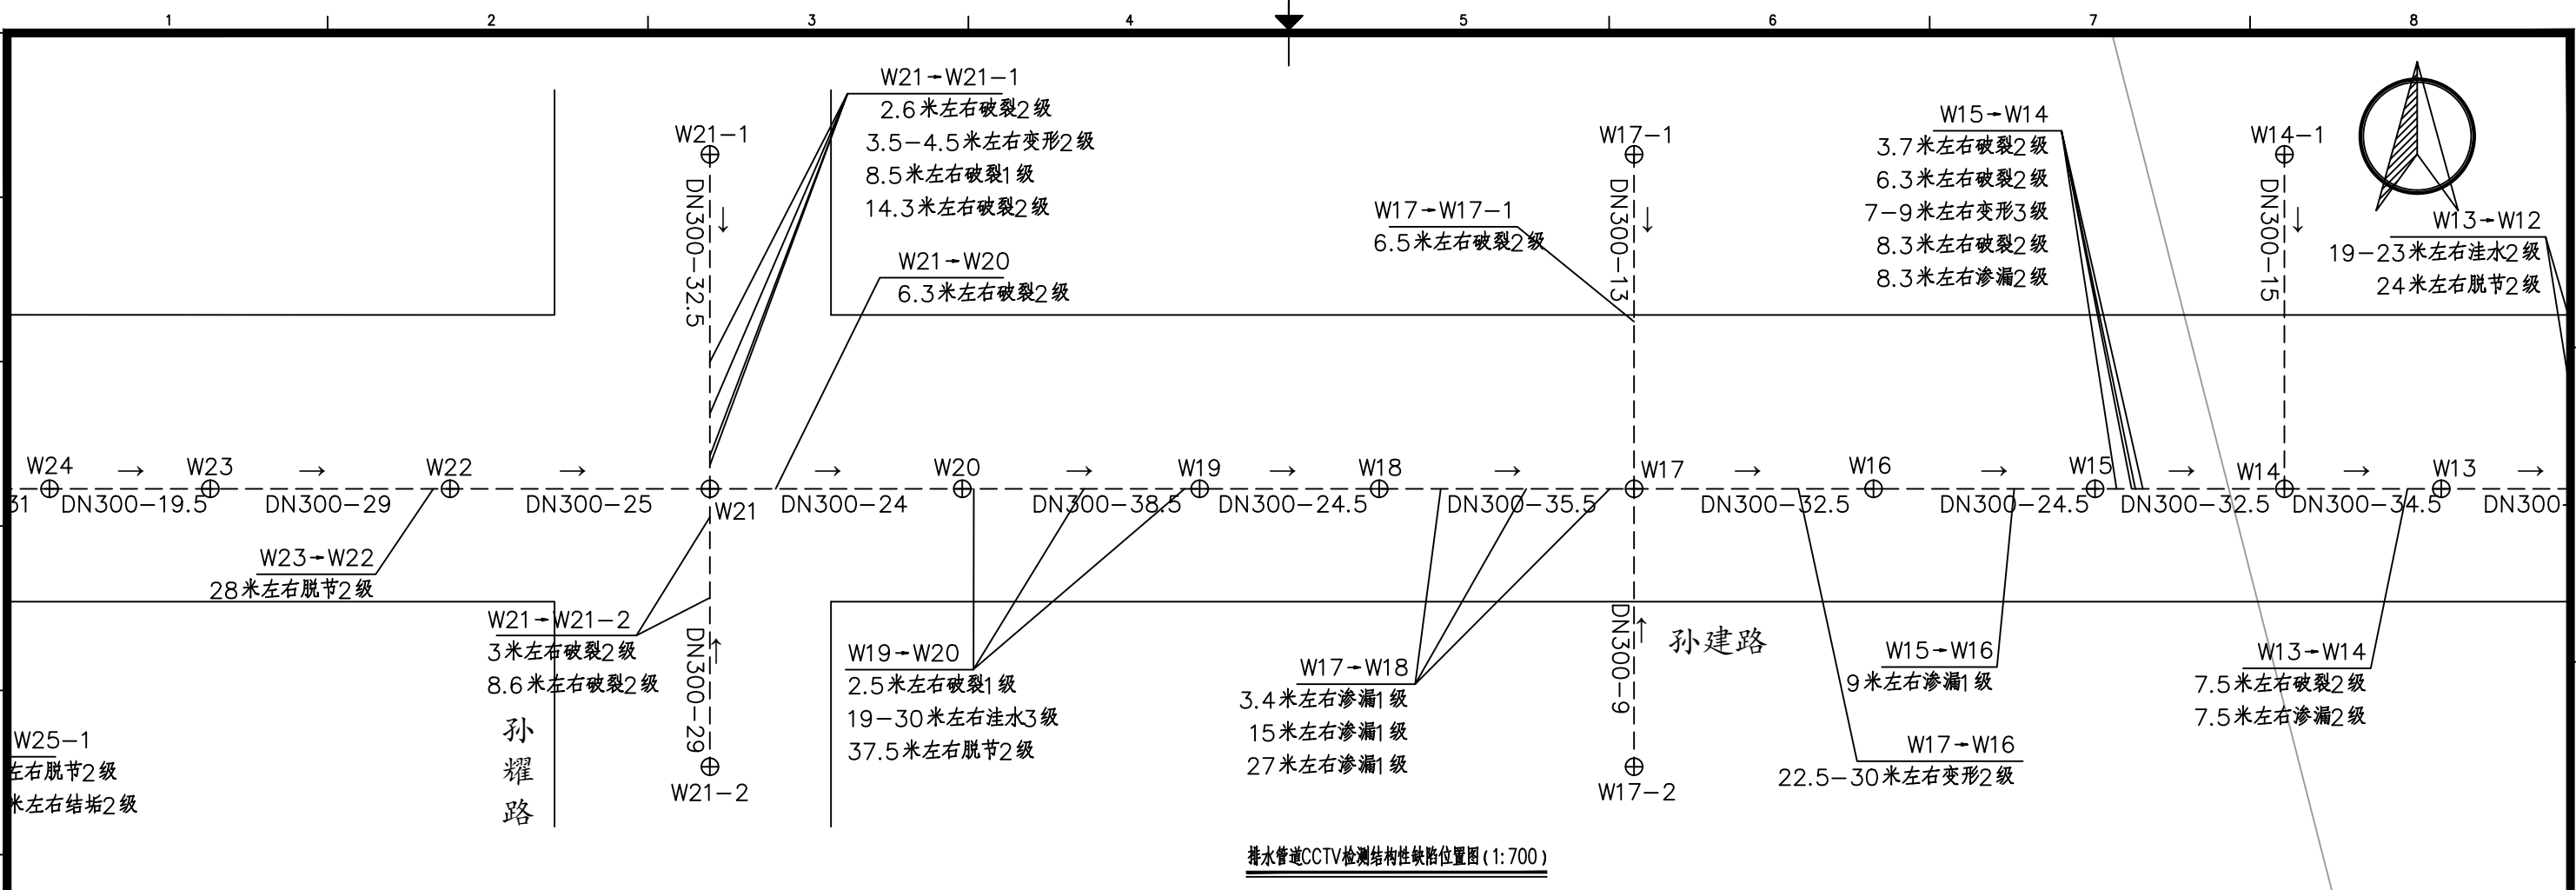 1 2 3 4 5 6 7 8
W21→W21-1
2.6米左右破裂2级
3.5-4.5米左右变形2级
8.5米左右破裂1级
14.3米左右破裂2级
W21-1
DN300-32.5
W21→W20
6.3米左右破裂2级
W17→W17-1
6.5米左右破裂2级
W17-1
DN300-13
W15→W14
3.7米左右破裂2级
6.3米左右破裂2级
7-9米左右变形3级
8.3米左右破裂2级
8.3米左右渗漏2级
W14-1
DN300-15
W13→W12
19-23米左右洼水2级
24米左右脱节2级
W24 → W23 → W22 → → W20 → W19 → W18 → W17 → W16 → W15 → W14 → W13 →
31 DN300-19.5 DN300-29 DN300-25 W21 DN300-24 DN300-38.5 DN300-24.5 DN300-35.5 DN300-32.5 DN300-24.5 DN300-32.5 DN300-34.5 DN300-
W23→W22
28米左右脱节2级
W21→W21-2
3米左右破裂2级
8.6米左右破裂2级
DN300-29
W21-2
W19→W20
2.5米左右破裂1级
19-30米左右洼水3级
37.5米左右脱节2级
W17→W18
3.4米左右渗漏1级
15米左右渗漏1级
27米左右渗漏1级
DN300-9
W17-2
孙建路
W15→W16
9米左右渗漏1级
W17→W16
22.5-30米左右变形2级
W13→W14
7.5米左右破裂2级
7.5米左右渗漏2级
孙耀路
W25-1
左右脱节2级
米左右结垢2级
排水管道CCTV检测结构性缺陷位置图(1:700)